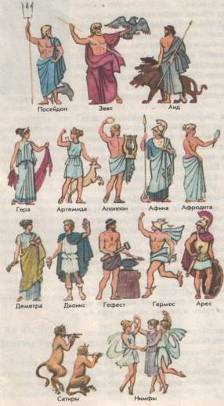 Посейдон Зевс Аид
Гера Артемида Аполлон Афина Афродита
Деметра Дионис Гефест Гермес Арес
Сатиры Нимфы